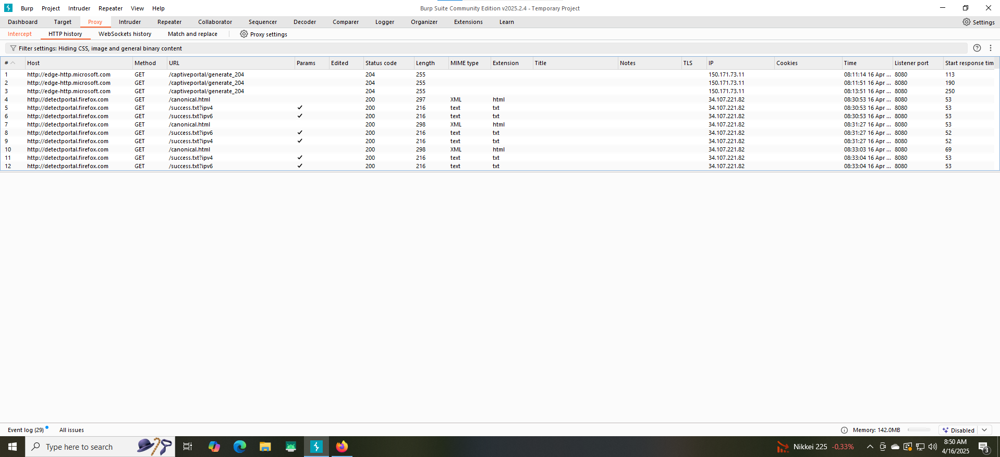 Burp Project Intruder Repeater View Help Burp Suite Community Edition v2025.2.4 - Temporary Project
Dashboard Target Proxy Intruder Repeater Collaborator Sequencer Decoder Comparer Logger Organizer Extensions Learn Settings
Intercept HTTP history WebSockets history Match and replace Proxy settings
Filter settings: Hiding CSS, image and general binary content
# Host Method URL Params Edited Status code Length MIME type Extension Title Notes TLS IP Cookies Time Listener port Start response tim
1 http://edge-http.microsoft.com GET /captiveportal/generate_204 204 255 150.171.73.11 08:11:14 16 Apr ... 8080 113
2 http://edge-http.microsoft.com GET /captiveportal/generate_204 204 255 150.171.73.11 08:11:51 16 Apr ... 8080 190
3 http://edge-http.microsoft.com GET /captiveportal/generate_204 204 255 150.171.73.11 08:13:51 16 Apr ... 8080 250
4 http://detectportal.firefox.com GET /canonical.html 200 297 XML html 34.107.221.82 08:30:53 16 Apr ... 8080 53
5 http://detectportal.firefox.com GET /success.txt?ipv4 ✓ 200 216 text txt 34.107.221.82 08:30:53 16 Apr ... 8080 53
6 http://detectportal.firefox.com GET /success.txt?ipv6 ✓ 200 216 text txt 34.107.221.82 08:30:53 16 Apr ... 8080 53
7 http://detectportal.firefox.com GET /canonical.html 200 298 XML html 34.107.221.82 08:31:27 16 Apr ... 8080 53
8 http://detectportal.firefox.com GET /success.txt?ipv6 ✓ 200 216 text txt 34.107.221.82 08:31:27 16 Apr ... 8080 52
9 http://detectportal.firefox.com GET /success.txt?ipv4 ✓ 200 216 text txt 34.107.221.82 08:31:27 16 Apr ... 8080 52
10 http://detectportal.firefox.com GET /canonical.html 200 298 XML html 34.107.221.82 08:33:03 16 Apr ... 8080 69
11 http://detectportal.firefox.com GET /success.txt?ipv4 ✓ 200 216 text txt 34.107.221.82 08:33:04 16 Apr ... 8080 53
12 http://detectportal.firefox.com GET /success.txt?ipv6 ✓ 200 216 text txt 34.107.221.82 08:33:04 16 Apr ... 8080 53
Event log (29) All issues Memory: 142.0MB Disabled
Type here to search Nikkei 225 -0,33% 8:50 AM
4/16/2025 3